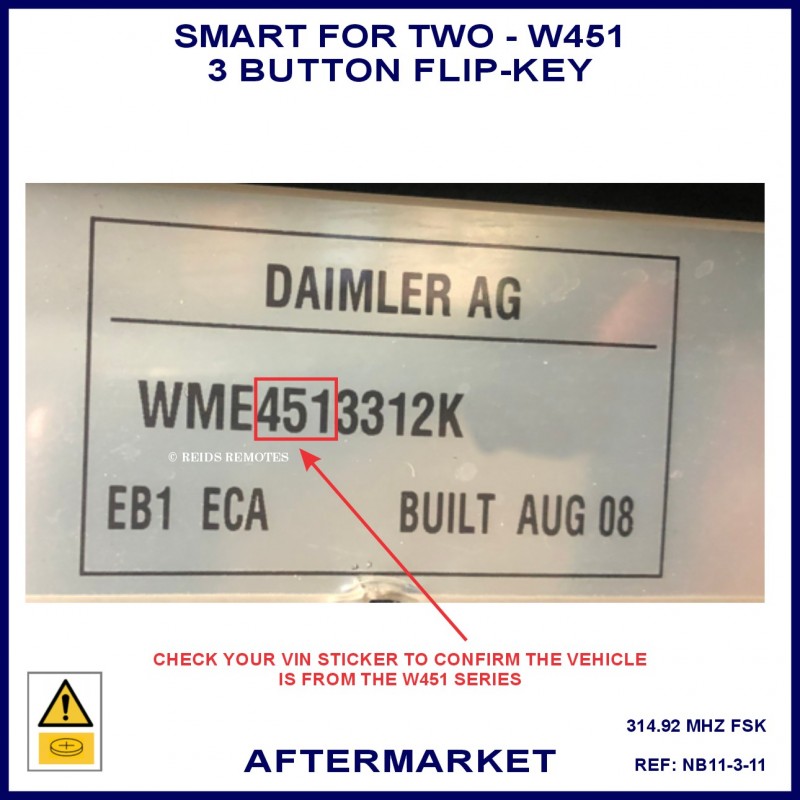 SMART FOR TWO - W451
3 BUTTON FLIP-KEY
DAIMLER AG
WME4513312K
© REIDS REMOTES
EB1 ECA BUILT AUG 08
CHECK YOUR VIN STICKER TO CONFIRM THE VEHICLE
IS FROM THE W451 SERIES
314.92 MHZ FSK
AFTERMARKET
REF: NB11-3-11